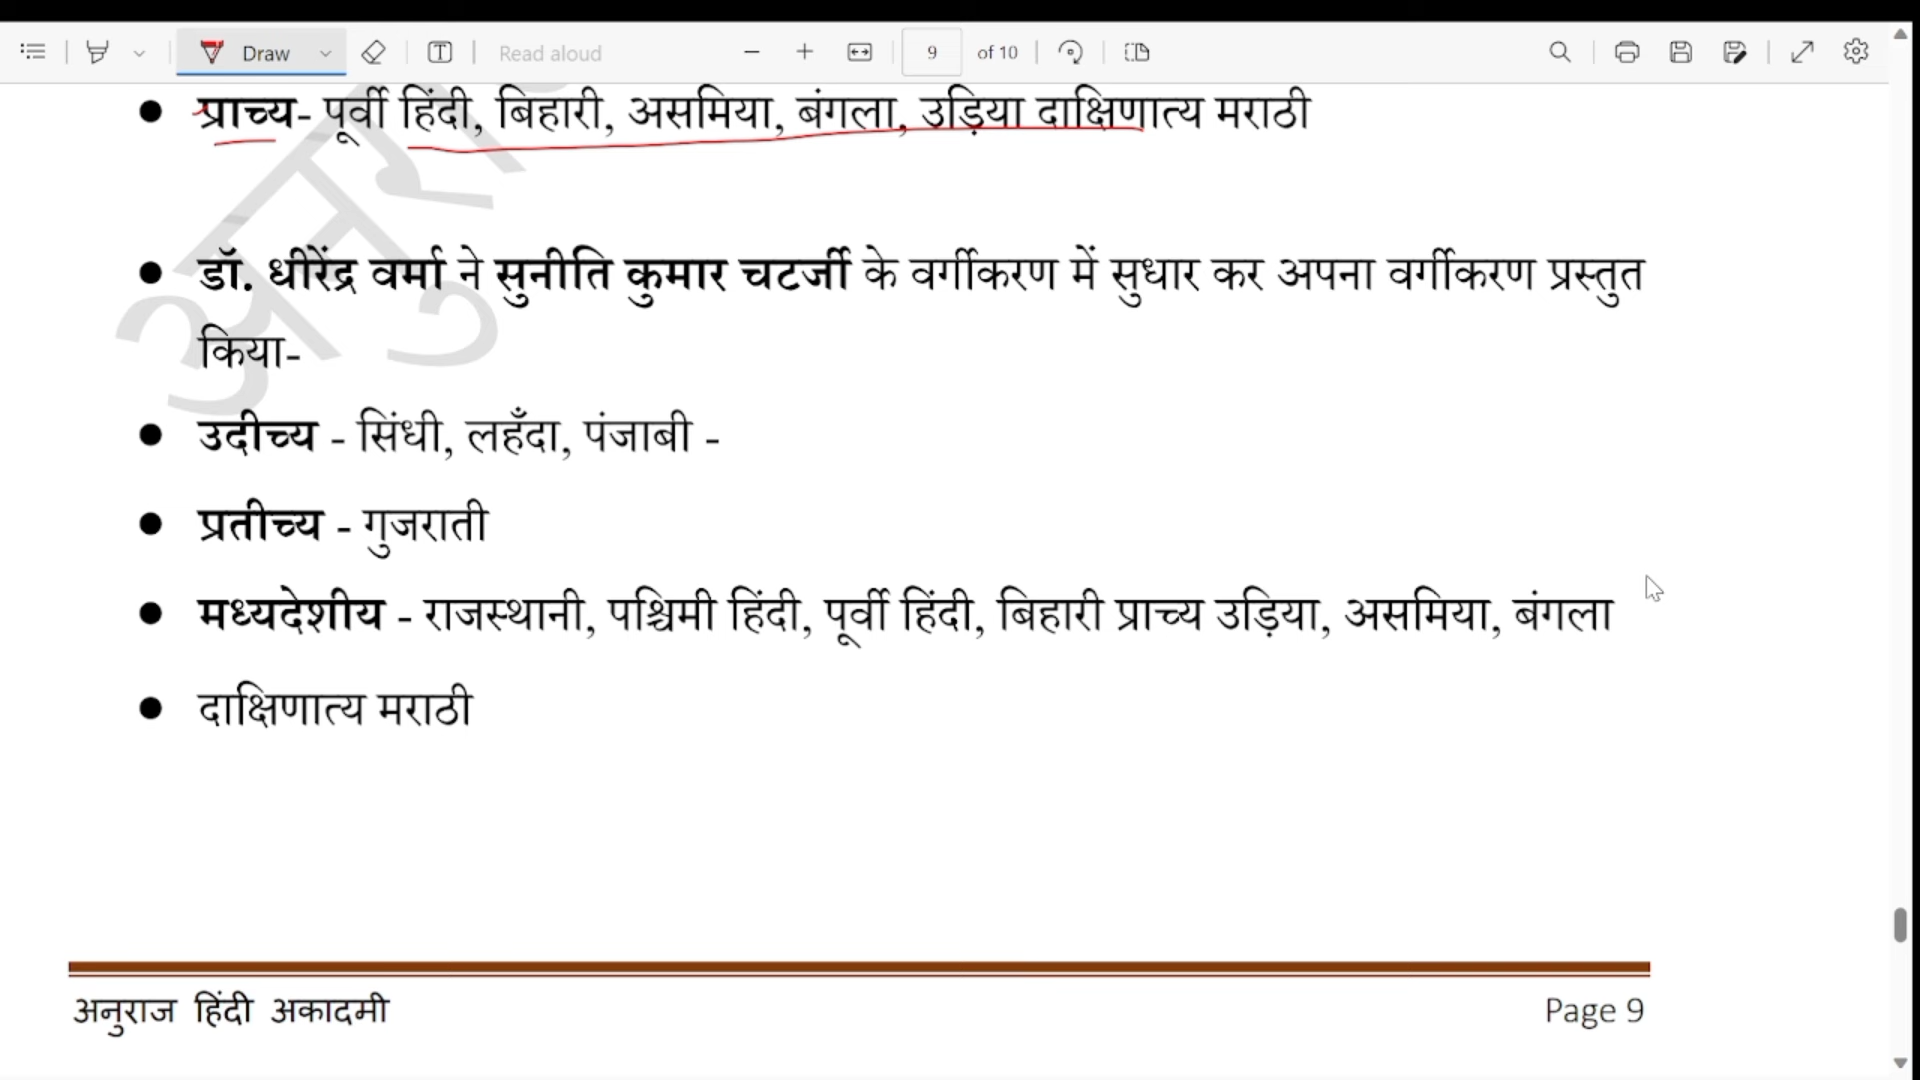 Draw
Read aloud
9 of 10
प्राच्य- पूर्वी हिंदी, बिहारी, असमिया, बंगला, उड़िया दाक्षिणात्य मराठी
डॉ. धीरेंद्र वर्मा ने सुनीति कुमार चटर्जी के वर्गीकरण में सुधार कर अपना वर्गीकरण प्रस्तुत
किया-
उदीच्य - सिंधी, लहँदा, पंजाबी -
प्रतीच्य - गुजराती
मध्यदेशीय - राजस्थानी, पश्चिमी हिंदी, पूर्वी हिंदी, बिहारी प्राच्य उड़िया, असमिया, बंगला
दाक्षिणात्य मराठी
अनुराज हिंदी अकादमी
Page 9